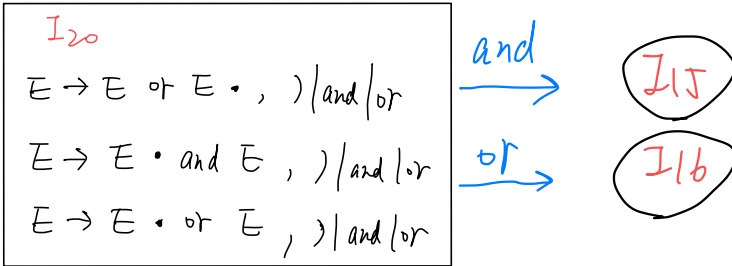 I20
E → E or E · , )|and|or
and
I15
E → E · and E , )|and|or
or
I16
E → E · or E , )|and|or